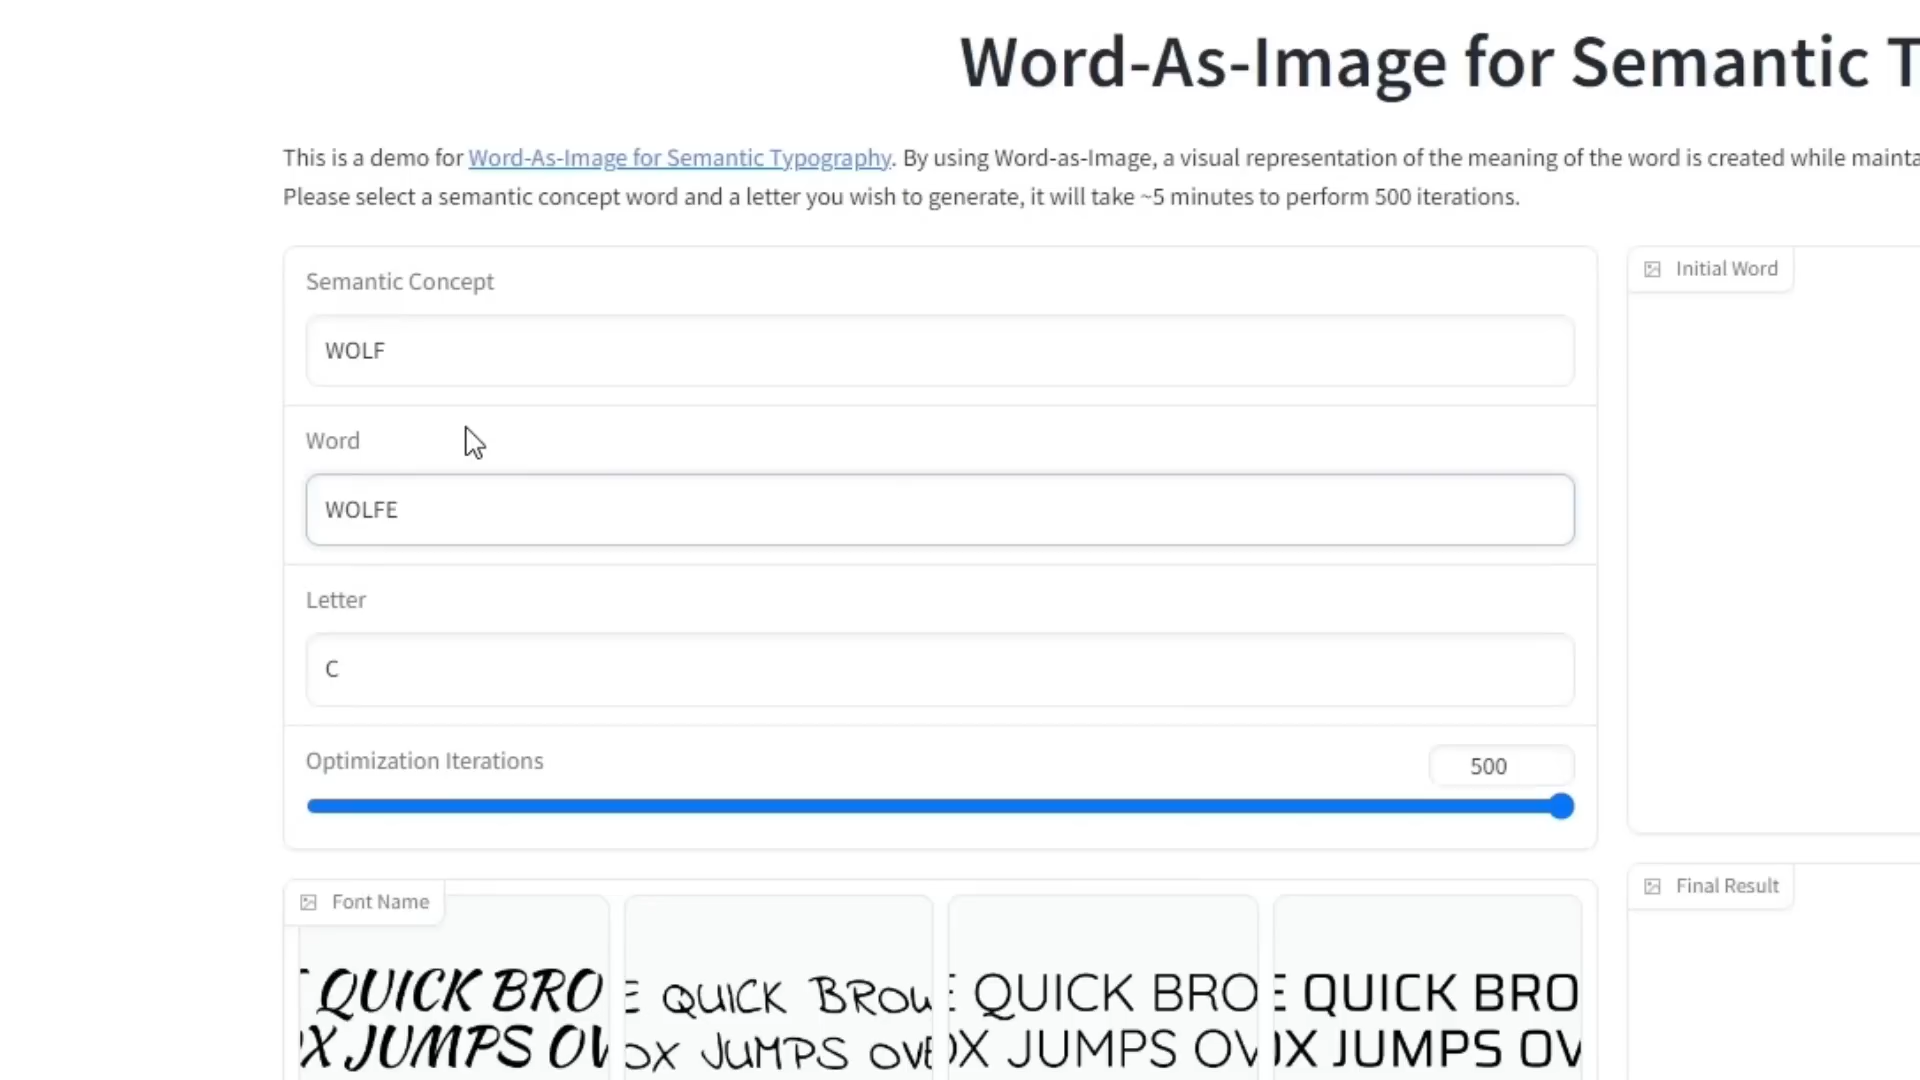 Word-As-Image for Semantic T
This is a demo for Word-As-Image for Semantic Typography. By using Word-as-Image, a visual representation of the meaning of the word is created while mainta
Please select a semantic concept word and a letter you wish to generate, it will take ~5 minutes to perform 500 iterations.
Semantic Concept
WOLF
Word
WOLFE
Letter
C
Optimization Iterations
500
Initial Word
Font Name
QUICK BRO
X JUMPS OV
E QUICK BROW
OX JUMPS OVE
E QUICK BRO
OX JUMPS OV
E QUICK BRO
OX JUMPS OV
Final Result